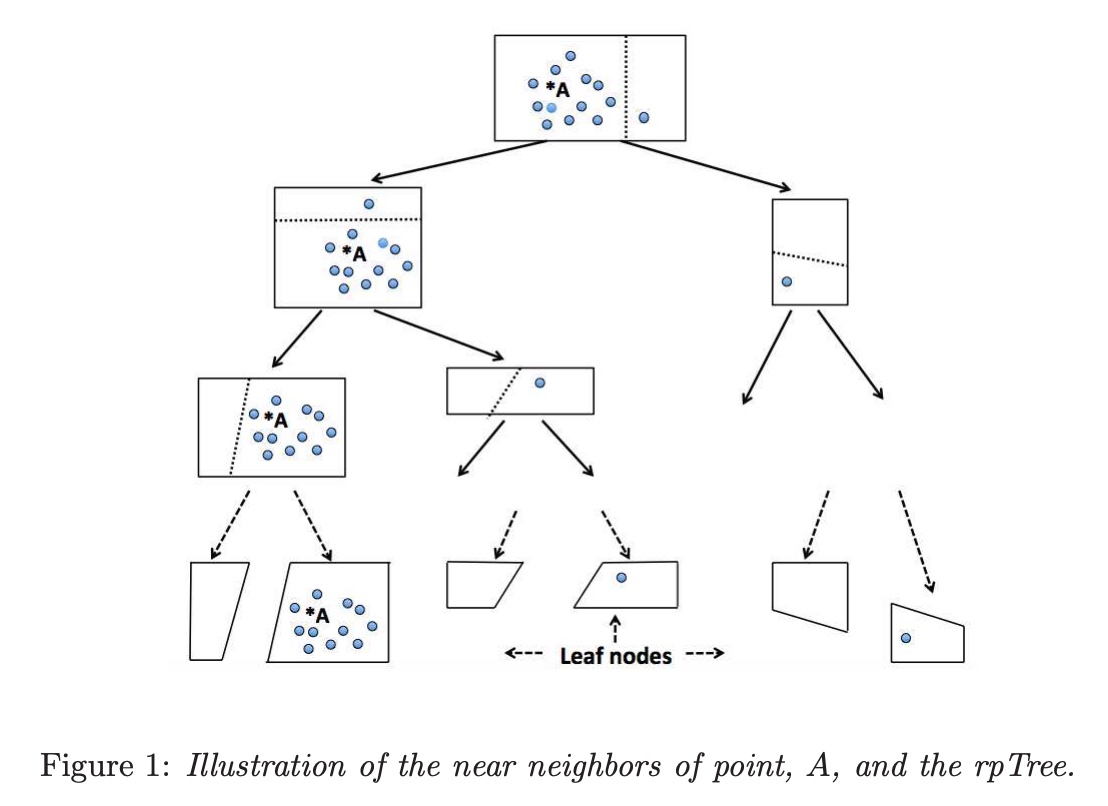 *A
*A
*A
*A
Leaf nodes
Figure 1: Illustration of the near neighbors of point, A, and the rpTree.